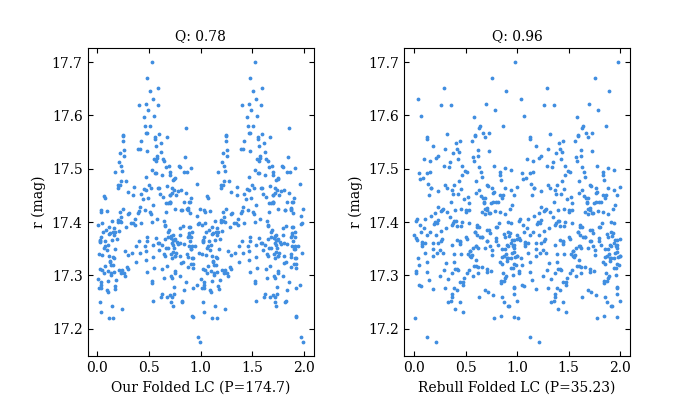 Q: 0.78
17.7
17.6
17.5
17.4
17.3
17.2
r (mag)
0.0 0.5 1.0 1.5 2.0
Our Folded LC (P=174.7)
Q: 0.96
17.7
17.6
17.5
17.4
17.3
17.2
r (mag)
0.0 0.5 1.0 1.5 2.0
Rebull Folded LC (P=35.23)